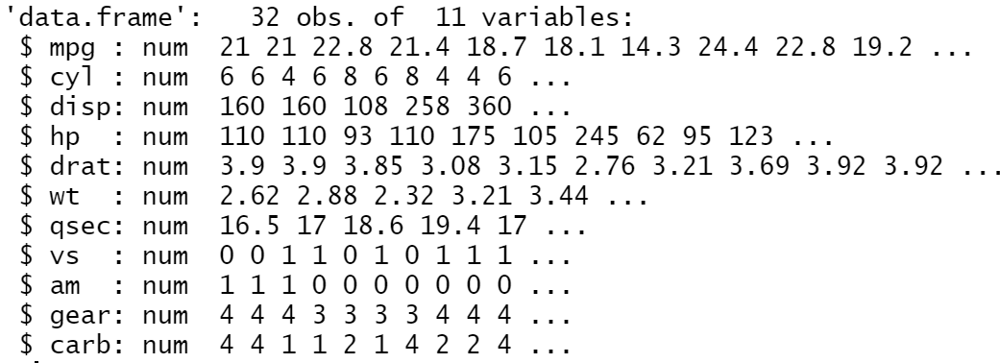 'data.frame':   32 obs. of  11 variables:
 $ mpg : num  21 21 22.8 21.4 18.7 18.1 14.3 24.4 22.8 19.2 ...
 $ cyl : num  6 6 4 6 8 6 8 4 4 6 ...
 $ disp: num  160 160 108 258 360 ...
 $ hp  : num  110 110 93 110 175 105 245 62 95 123 ...
 $ drat: num  3.9 3.9 3.85 3.08 3.15 2.76 3.21 3.69 3.92 3.92 ...
 $ wt  : num  2.62 2.88 2.32 3.21 3.44 ...
 $ qsec: num  16.5 17 18.6 19.4 17 ...
 $ vs  : num  0 0 1 1 0 1 0 1 1 1 ...
 $ am  : num  1 1 1 0 0 0 0 0 0 0 ...
 $ gear: num  4 4 4 3 3 3 3 4 4 4 ...
 $ carb: num  4 4 1 1 2 1 4 2 2 4 ...